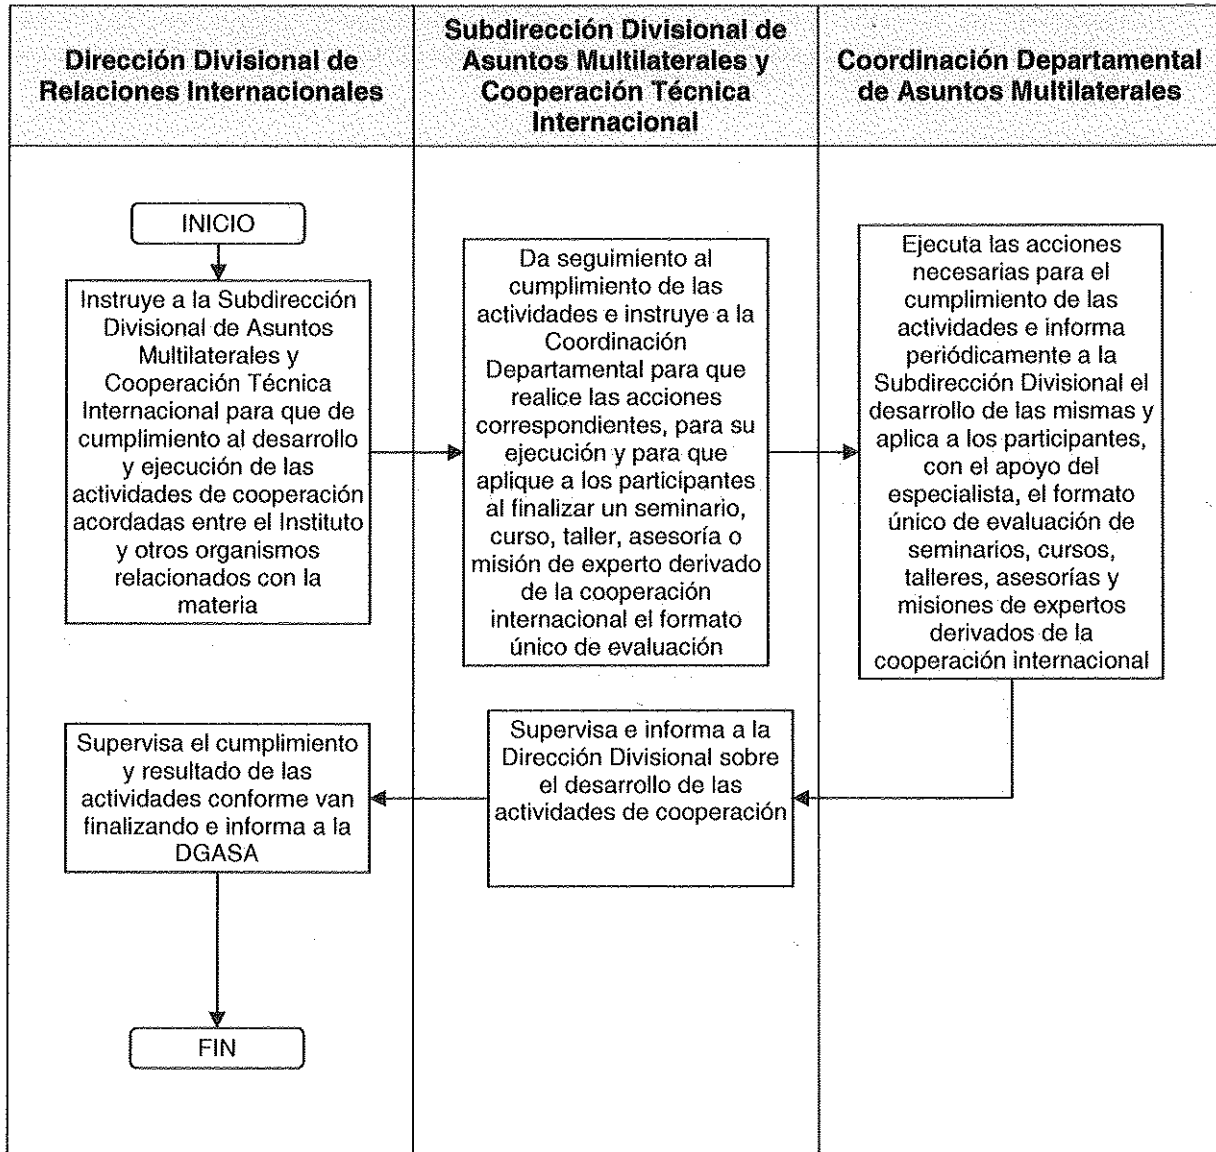 Dirección Divisional de
Relaciones Internacionales
Subdirección Divisional de
Asuntos Multilaterales y
Cooperación Técnica
Internacional
Coordinación Departamental
de Asuntos Multilaterales
INICIO
Instruye a la Subdirección
Divisional de Asuntos
Multilaterales y
Cooperación Técnica
Internacional para que de
cumplimiento al desarrollo
y ejecución de las
actividades de cooperación
acordadas entre el Instituto
y otros organismos
relacionados con la
materia
Da seguimiento al
cumplimiento de las
actividades e instruye a la
Coordinación
Departamental para que
realice las acciones
correspondientes, para su
ejecución y para que
aplique a los participantes
al finalizar un seminario,
curso, taller, asesoría o
misión de experto derivado
de la cooperación
internacional el formato
único de evaluación
Ejecuta las acciones
necesarias para el
cumplimiento de las
actividades e informa
periódicamente a la
Subdirección Divisional el
desarrollo de las mismas y
aplica a los participantes,
con el apoyo del
especialista, el formato
único de evaluación de
seminarios, cursos,
talleres, asesorías y
misiones de expertos
derivados de la
cooperación internacional
Supervisa e informa a la
Dirección Divisional sobre
el desarrollo de las
actividades de cooperación
Supervisa el cumplimiento
y resultado de las
actividades conforme van
finalizando e informa a la
DGASA
FIN